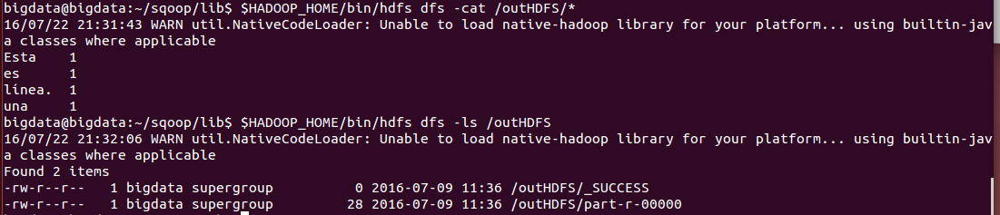 bigdata@bigdata:~/sqoop/lib$ $HADOOP_HOME/bin/hdfs dfs -cat /outHDFS/*
16/07/22 21:31:43 WARN util.NativeCodeLoader: Unable to load native-hadoop library for your platform... using builtin-jav
a classes where applicable
Esta    1
es      1
línea.  1
una     1
bigdata@bigdata:~/sqoop/lib$ $HADOOP_HOME/bin/hdfs dfs -ls /outHDFS
16/07/22 21:32:06 WARN util.NativeCodeLoader: Unable to load native-hadoop library for your platform... using builtin-jav
a classes where applicable
Found 2 items
-rw-r--r--   1 bigdata supergroup          0 2016-07-09 11:36 /outHDFS/_SUCCESS
-rw-r--r--   1 bigdata supergroup         28 2016-07-09 11:36 /outHDFS/part-r-00000